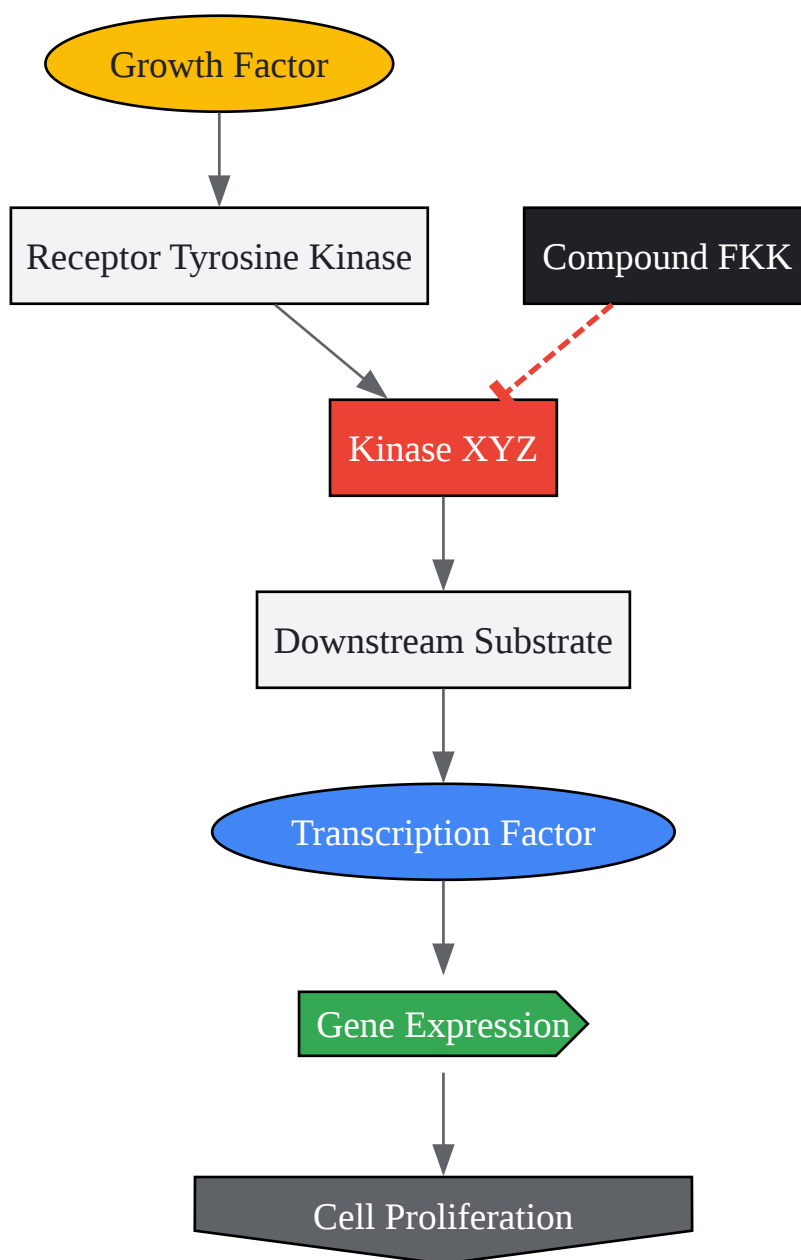 Growth Factor
Receptor Tyrosine Kinase
Compound FKK
Kinase XYZ
Downstream Substrate
Transcription Factor
Gene Expression
Cell Proliferation